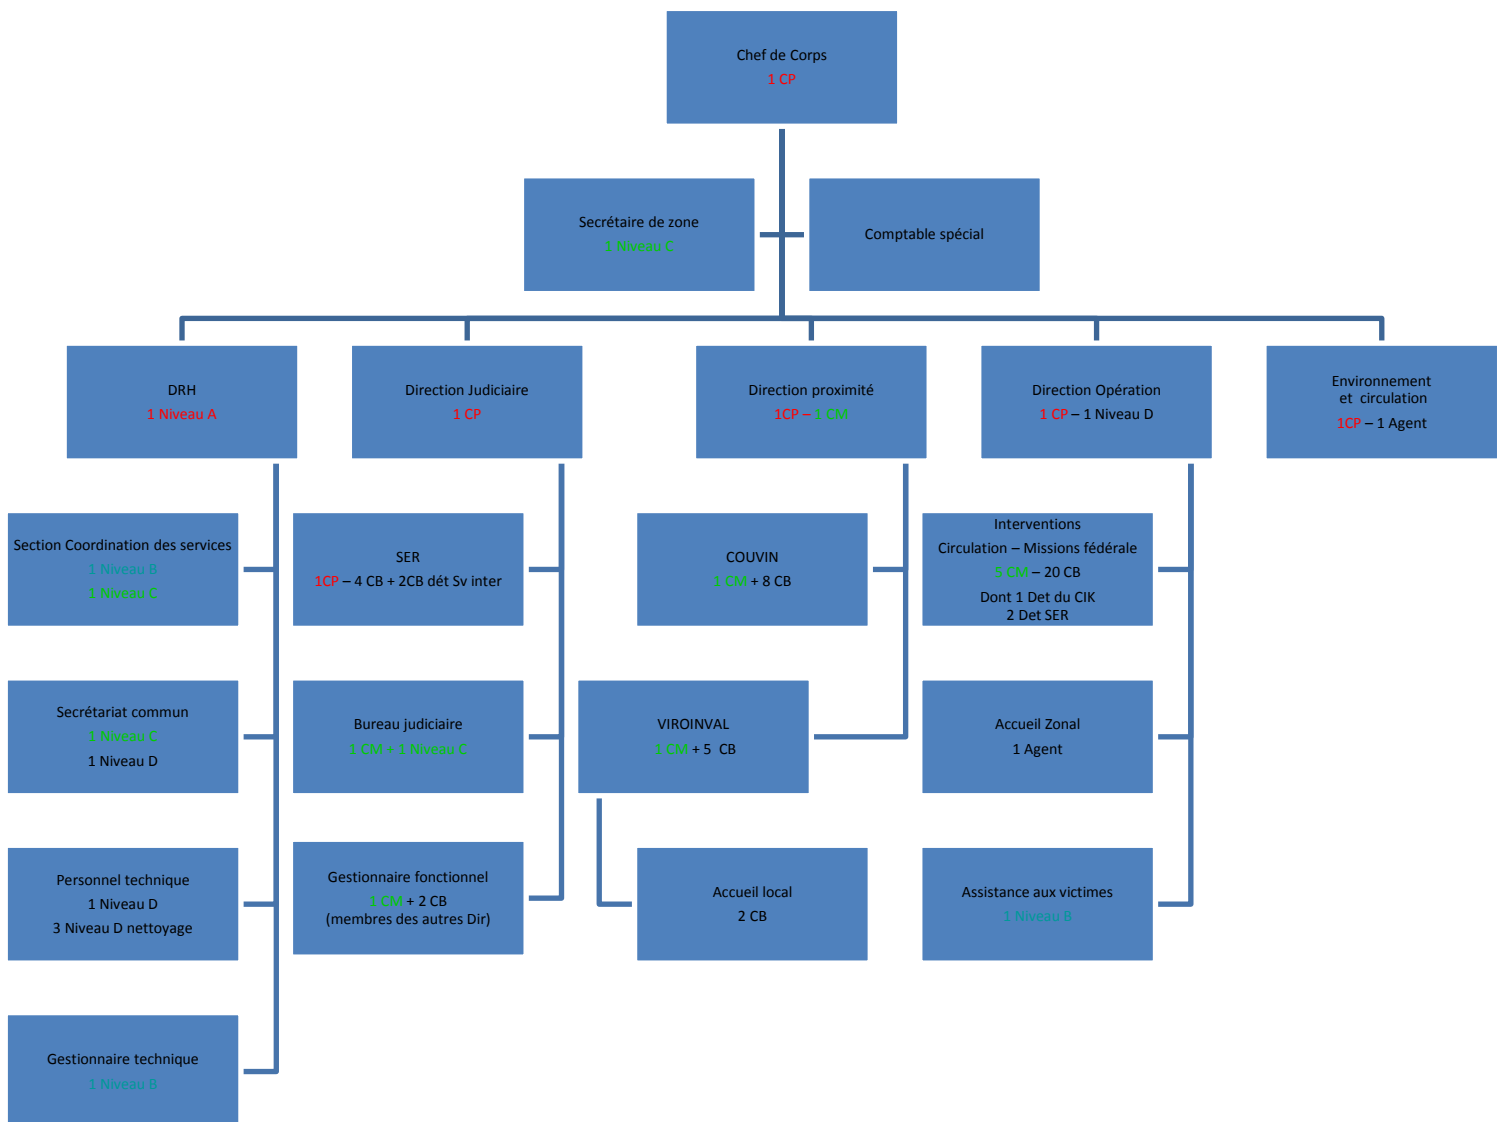 Chef de Corps
1 CP
Secrétaire de zone
1 Niveau C
Comptable spécial
DRH
1 Niveau A
Direction Judiciaire
1 CP
Direction proximité
1CP – 1 CM
Direction Opération
1 CP – 1 Niveau D
Environnement
et circulation
1CP – 1 Agent
Section Coordination des services
1 Niveau B
1 Niveau C
SER
1CP – 4 CB + 2CB dét Sv inter
COUVIN
1 CM + 8 CB
Interventions
Circulation – Missions fédérale
5 CM – 20 CB
Dont 1 Det du CIK
2 Det SER
Secrétariat commun
1 Niveau C
1 Niveau D
Bureau judiciaire
1 CM + 1 Niveau C
VIROINVAL
1 CM + 5 CB
Accueil Zonal
1 Agent
Personnel technique
1 Niveau D
3 Niveau D nettoyage
Gestionnaire fonctionnel
1 CM + 2 CB
(membres des autres Dir)
Accueil local
2 CB
Assistance aux victimes
1 Niveau B
Gestionnaire technique
1 Niveau B